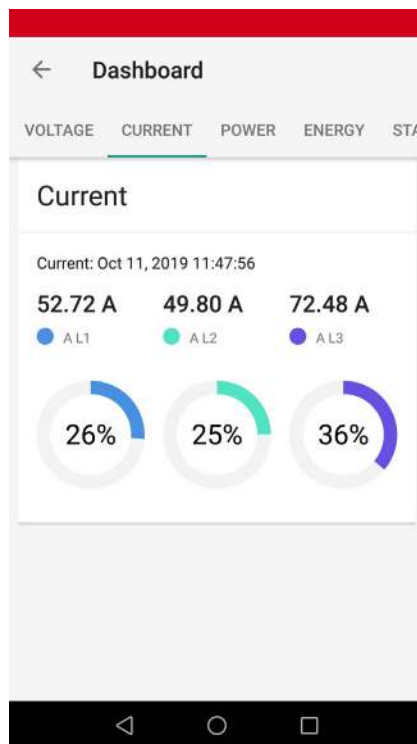 Dashboard
VOLTAGE CURRENT POWER ENERGY STA
Current
Current: Oct 11, 2019 11:47:56
52.72 A 49.80 A 72.48 A
A L1 A L2 A L3
26% 25% 36%